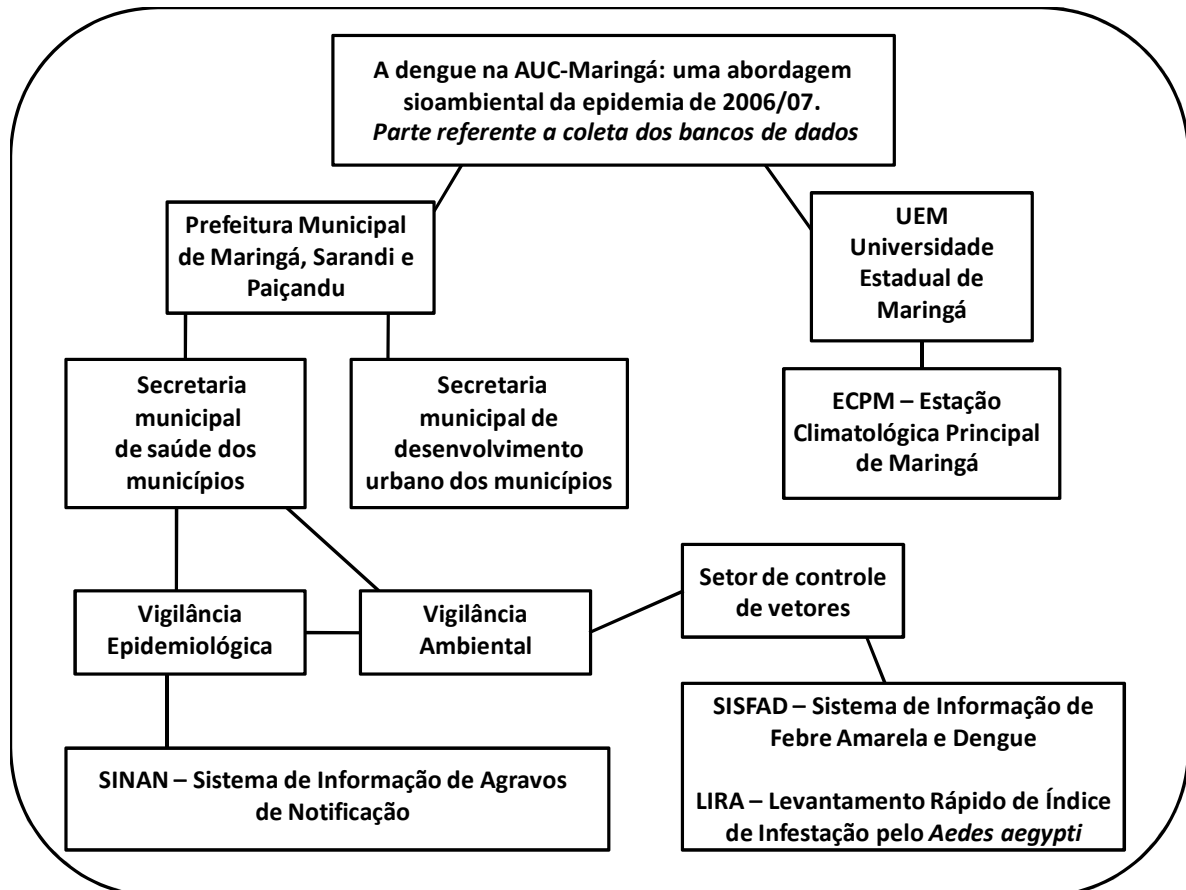 A dengue na AUC-Maringá: uma abordagem
sioambiental da epidemia de 2006/07.
Parte referente a coleta dos bancos de dados
Prefeitura Municipal
de Maringá, Sarandi e
Paiçandu
UEM
Universidade
Estadual de
Maringá
Secretaria
municipal
de saúde dos
municípios
Secretaria
municipal de
desenvolvimento
urbano dos municípios
ECPM – Estação
Climatológica Principal
de Maringá
Setor de controle
de vetores
Vigilância
Epidemiológica
Vigilância
Ambiental
SINAN – Sistema de Informação de Agravos
de Notificação
SISFAD – Sistema de Informação de
Febre Amarela e Dengue
LIRA – Levantamento Rápido de Índice
de Infestação pelo Aedes aegypti